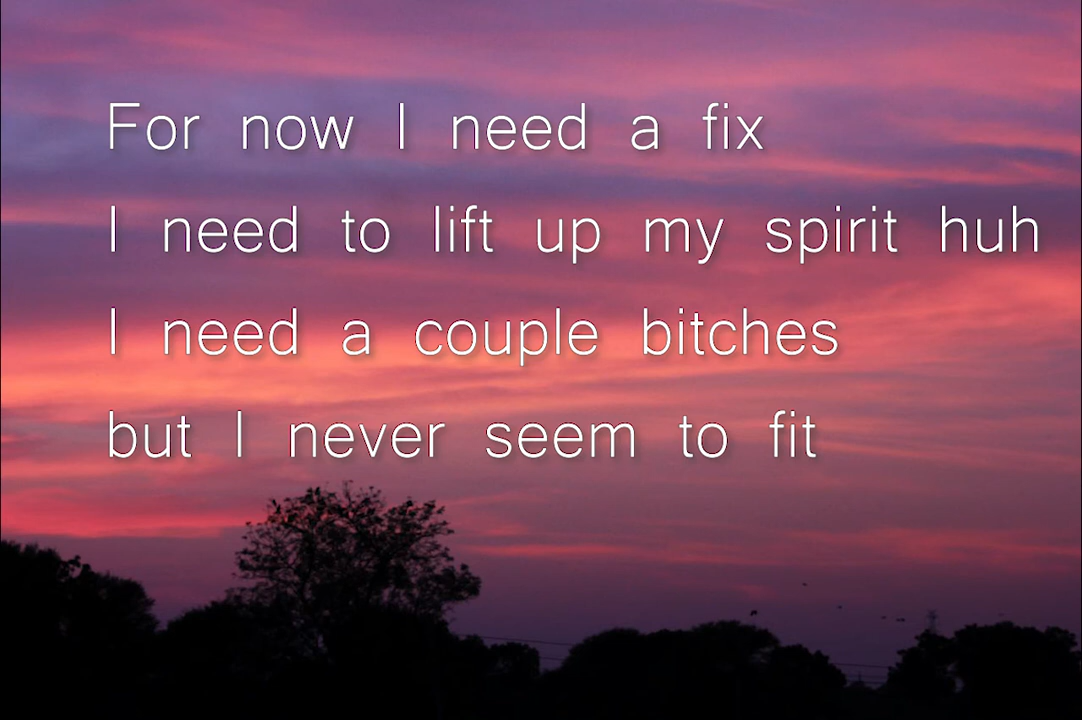 For now I need a fix
I need to lift up my spirit huh
I need a couple bitches
but I never seem to fit